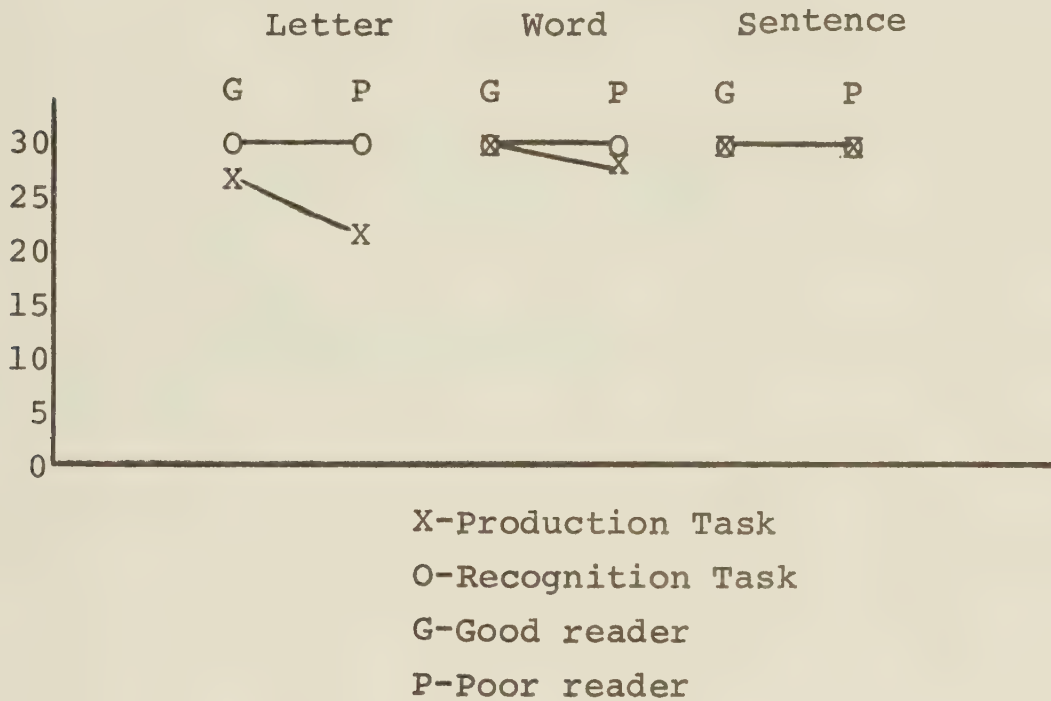 Letter Word Sentence
G P G P G P
30
25
20
15
10
5
0
X-Production Task
O-Recognition Task
G-Good reader
P-Poor reader